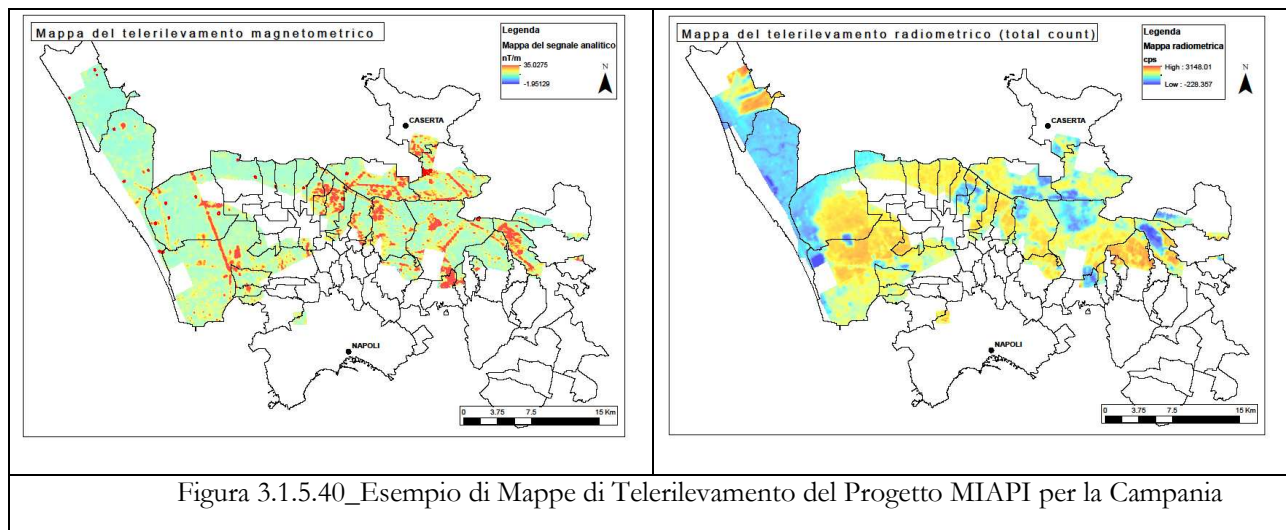 Mappa del telerilevamento magnetometrico
Legenda
Mappa del segnale analitico
nT/m
35.0275
-1.95129
N
CASERTA
NAPOLI
0 3.75 7.5 15 Km
Mappa del telerilevamento radiometrico (total count)
Legenda
Mappa radiometrica
cps
High : 3148.01
Low : -228.357
N
CASERTA
NAPOLI
0 3.75 7.5 15 Km
Figura 3.1.5.40_Esempio di Mappe di Telerilevamento del Progetto MIAPI per la Campania